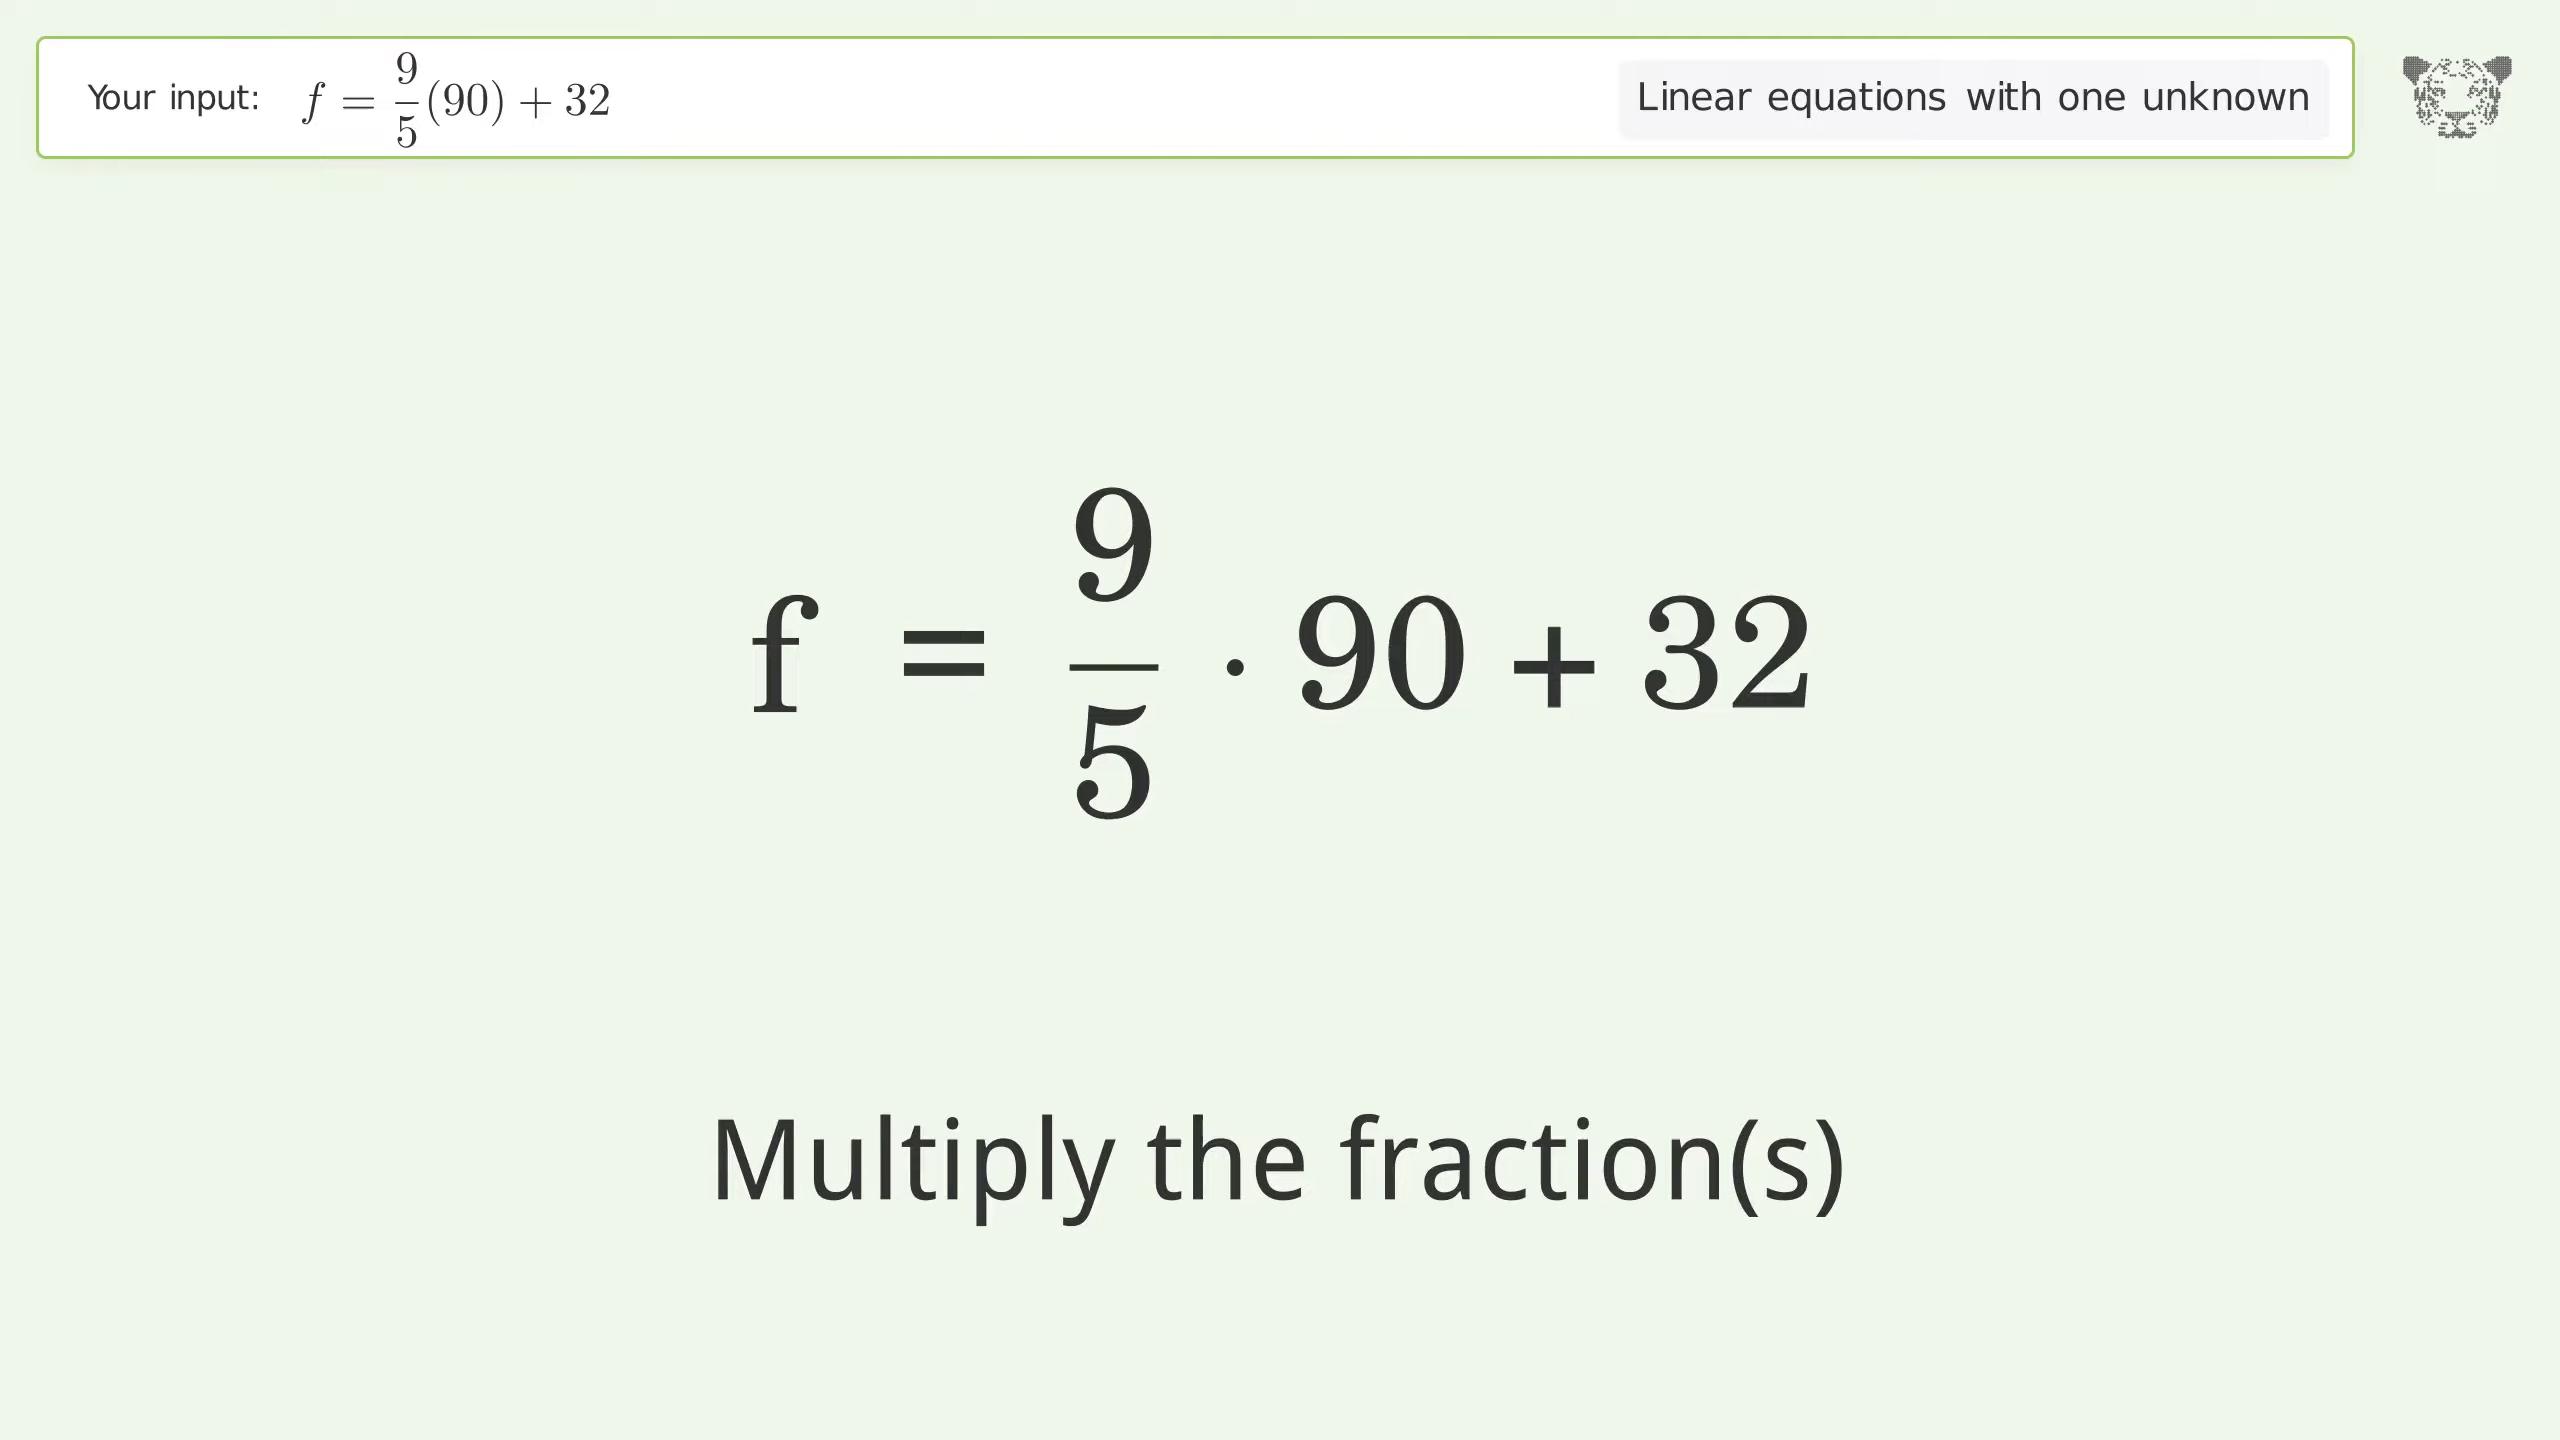 Your input: f = 9/5(90) + 32
Linear equations with one unknown
f = 9/5 · 90 + 32
Multiply the fraction(s)